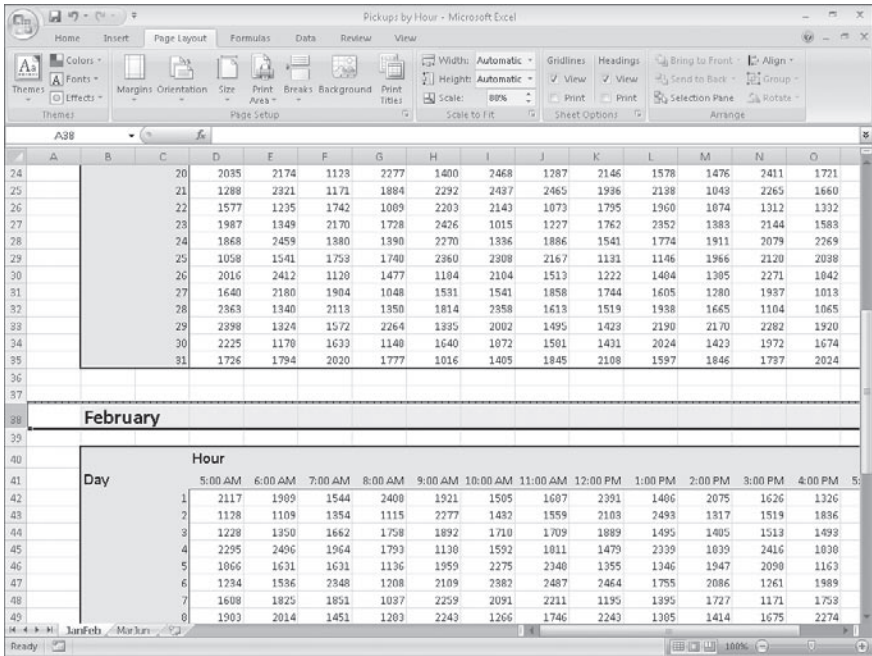 Pickups by Hour - Microsoft Excel
Home Insert Page Layout Formulas Data Review View
Colors Width: Automatic Gridlines Headings Bring to Front Align
Aa A Fonts Height: Automatic View View Send to Back Group
Themes Effects Margins Orientation Size Print Area Breaks Background Print Titles Scale: 80% Print Print Selection Pane Rotate
Themes Page Setup Scale to Fit Sheet Options Arrange
A38 fx
A B C D E F G H I J K L M N O
24 20 2035 2174 1123 2277 1400 2468 1287 2146 1578 1476 2411 1721
25 21 1288 2321 1171 1884 2292 2437 2465 1936 2138 1043 2265 1660
26 22 1577 1235 1742 1089 2203 2143 1073 1795 1960 1074 1312 1332
27 23 1987 1349 2170 1728 2426 1015 1227 1762 2352 1383 2144 1583
28 24 1868 2459 1380 1390 2270 1336 1886 1541 1774 1911 2079 2269
29 25 1058 1541 1753 1740 2360 2308 2167 1131 1146 1966 2120 2038
30 26 2016 2412 1120 1477 1184 2104 1513 1222 1404 1385 2271 1842
31 27 1640 2180 1904 1048 1531 1541 1858 1744 1605 1280 1937 1013
32 28 2363 1340 2113 1350 1814 2358 1613 1519 1938 1665 1104 1065
33 29 2398 1324 1572 2264 1335 2002 1495 1423 2190 2170 2282 1920
34 30 2225 1178 1633 1140 1640 1872 1581 1431 2024 1423 1972 1674
35 31 1726 1794 2020 1777 1016 1405 1845 2108 1597 1846 1737 2024
36
37
38 February
39
40 Hour
41 Day 5:00 AM 6:00 AM 7:00 AM 8:00 AM 9:00 AM 10:00 AM 11:00 AM 12:00 PM 1:00 PM 2:00 PM 3:00 PM 4:00 PM 5:
42 1 2117 1989 1544 2408 1921 1505 1687 2391 1486 2075 1626 1326
43 2 1128 1109 1354 1115 2277 1432 1559 2103 2493 1317 1519 1836
44 3 1228 1350 1662 1758 1892 1710 1709 1889 1495 1405 1513 1493
45 4 2295 2496 1964 1793 1138 1592 1811 1479 2339 1839 2416 1838
46 5 1866 1631 1631 1136 1959 2275 2348 1355 1346 1947 2098 1163
47 6 1234 1536 2348 1208 2109 2382 2487 2464 1755 2086 1261 1989
48 7 1608 1825 1851 1037 2259 2091 2211 1195 1395 1727 1171 1753
49 8 1903 2014 1451 1283 2243 1266 1746 2243 1385 1414 1675 2274
JanFeb MarJun
Ready 100%